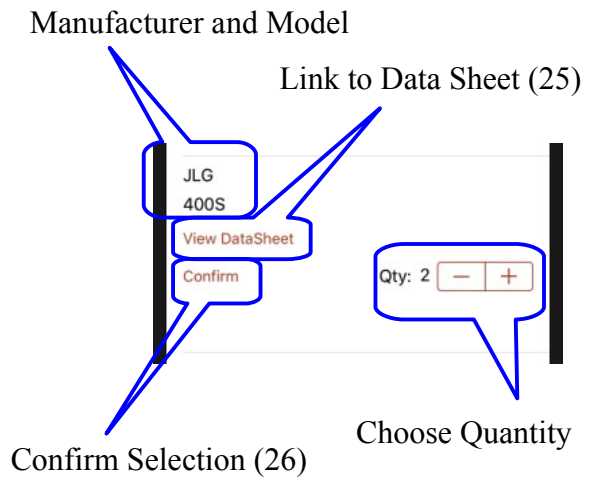 Manufacturer and Model
Link to Data Sheet (25)
JLG
400S
View DataSheet
Confirm
Qty: 2 − +
Choose Quantity
Confirm Selection (26)